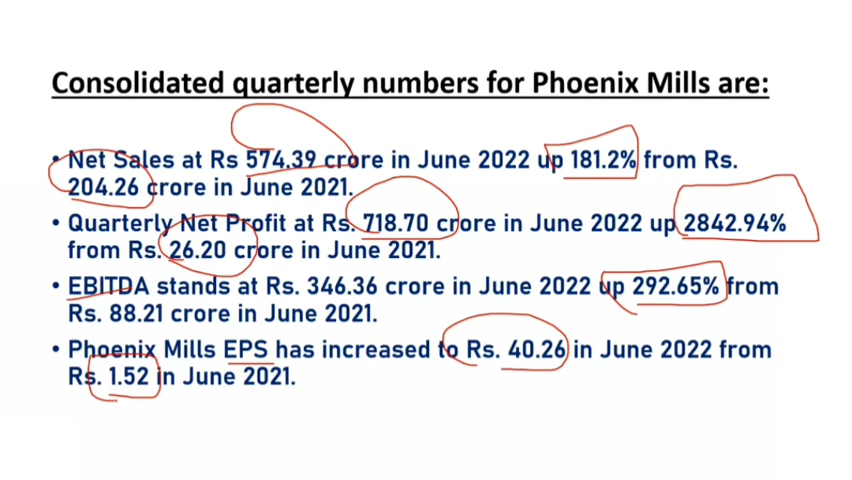 Consolidated quarterly numbers for Phoenix Mills are:
• Net Sales at Rs 574.39 crore in June 2022 up 181.2% from Rs.
204.26 crore in June 2021.
• Quarterly Net Profit at Rs. 718.70 crore in June 2022 up 2842.94%
from Rs. 26.20 crore in June 2021.
• EBITDA stands at Rs. 346.36 crore in June 2022 up 292.65% from
Rs. 88.21 crore in June 2021.
• Phoenix Mills EPS has increased to Rs. 40.26 in June 2022 from
Rs. 1.52 in June 2021.